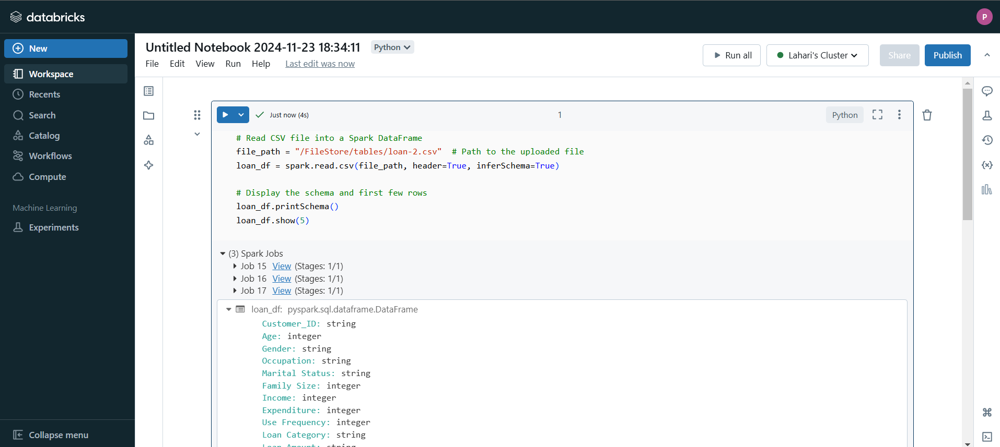 databricks
P
New
Workspace
Recents
Search
Catalog
Workflows
Compute
Machine Learning
Experiments
Collapse menu
Untitled Notebook 2024-11-23 18:34:11 Python
File Edit View Run Help Last edit was now
Run all Lahari's Cluster Share Publish
Just now (4s) 1 Python
# Read CSV file into a Spark DataFrame
file_path = "/FileStore/tables/loan-2.csv"  # Path to the uploaded file
loan_df = spark.read.csv(file_path, header=True, inferSchema=True)
# Display the schema and first few rows
loan_df.printSchema()
loan_df.show(5)
(3) Spark Jobs
Job 15 View (Stages: 1/1)
Job 16 View (Stages: 1/1)
Job 17 View (Stages: 1/1)
loan_df: pyspark.sql.dataframe.DataFrame
Customer_ID: string
Age: integer
Gender: string
Occupation: string
Marital Status: string
Family Size: integer
Income: integer
Expenditure: integer
Use Frequency: integer
Loan Category: string
Loan Amount: string